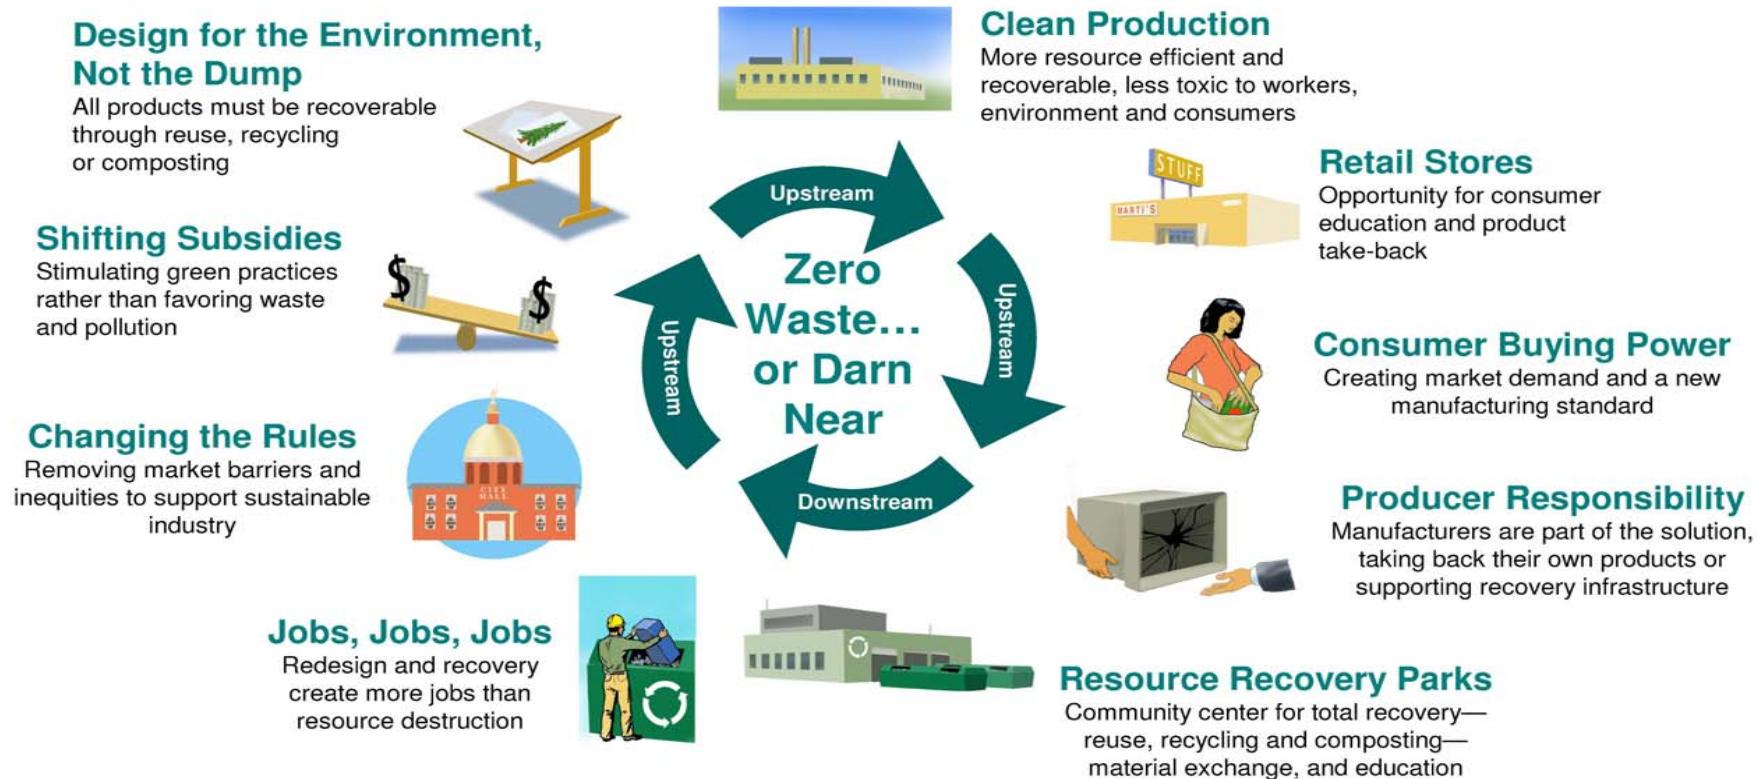 Design for the Environment,
Not the Dump
All products must be recoverable
through reuse, recycling
or composting
Clean Production
More resource efficient and
recoverable, less toxic to workers,
environment and consumers
STUFF
MARTI'S
Retail Stores
Opportunity for consumer
education and product
take-back
Shifting Subsidies
Stimulating green practices
rather than favoring waste
and pollution
$
$
Upstream
Upstream
Upstream
Downstream
Zero
Waste…
or Darn
Near
Consumer Buying Power
Creating market demand and a new
manufacturing standard
Changing the Rules
Removing market barriers and
inequities to support sustainable
industry
CITY
HALL
Producer Responsibility
Manufacturers are part of the solution,
taking back their own products or
supporting recovery infrastructure
Jobs, Jobs, Jobs
Redesign and recovery
create more jobs than
resource destruction
Resource Recovery Parks
Community center for total recovery—
reuse, recycling and composting—
material exchange, and education